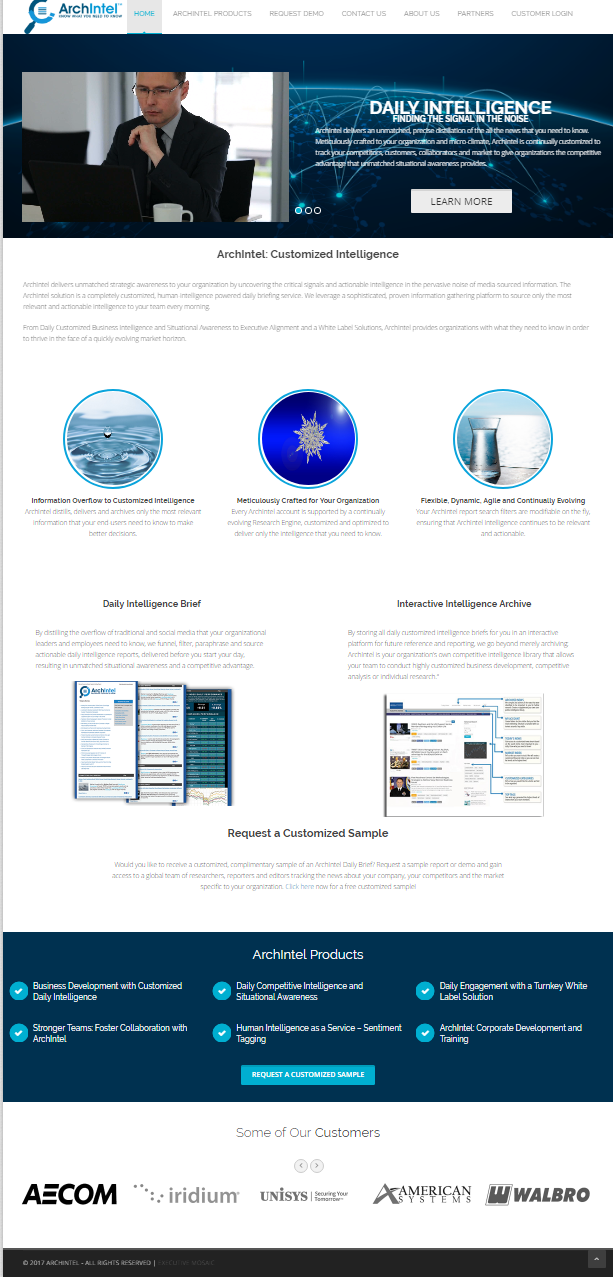 ArchIntel™
KNOW WHAT YOU NEED TO KNOW
HOME ARCHINTEL PRODUCTS REQUEST DEMO CONTACT US ABOUT US PARTNERS CUSTOMER LOGIN
DAILY INTELLIGENCE
FINDING THE SIGNAL IN THE NOISE
ArchIntel delivers an unmatched, precise distillation of the all the news that you need to know.
Meticulously crafted to your organization and micro-climate, ArchIntel is continually customized to
track your competitors, customers, collaborators and market to give organizations the competitive
advantage that unmatched situational awareness provides.
LEARN MORE
ArchIntel: Customized Intelligence
ArchIntel delivers unmatched strategic awareness to your organization by uncovering the critical signals and actionable intelligence in the pervasive noise of media sourced information. The
ArchIntel solution is a completely customized, human intelligence powered daily briefing service. We leverage a sophisticated, proven information gathering platform to source only the most
relevant and actionable intelligence to your team every morning.
From Daily Customized Business Intelligence and Situational Awareness to Executive Alignment and a White Label Solutions, ArchIntel provides organizations with what they need to know in order
to thrive in the face of a quickly evolving market horizon.
Information Overflow to Customized Intelligence
ArchIntel distills, delivers and archives only the most relevant
information that your end users need to know to make
better decisions.
Meticulously Crafted for Your Organization
Every ArchIntel account is supported by a continually
evolving Research Engine, customized and optimized to
deliver only the intelligence that you need to know.
Flexible, Dynamic, Agile and Continually Evolving
Your ArchIntel report search filters are modifiable on the fly,
ensuring that ArchIntel Intelligence continues to be relevant
and actionable.
Daily Intelligence Brief
By distilling the overflow of traditional and social media that your organizational
leaders and employees need to know, we funnel, filter, paraphrase and source
actionable daily intelligence reports, delivered before you start your day,
resulting in unmatched situational awareness and a competitive advantage.
ArchIntel
Interactive Intelligence Archive
By storing all daily customized intelligence briefs for you in an interactive
platform for future reference and reporting, we go beyond merely archiving.
ArchIntel is your organization's own competitive intelligence library that allows
your team to conduct highly customized business development, competitive
analysis or individual research.*
Request a Customized Sample
Would you like to receive a customized, complimentary sample of an ArchIntel Daily Brief? Request a sample report or demo and gain
access to a global team of researchers, reporters and editors tracking the news about your company, your competitors and the market
specific to your organization. Click here now for a free customized sample!
ArchIntel Products
Business Development with Customized
Daily Intelligence
Daily Competitive Intelligence and
Situational Awareness
Daily Engagement with a Turnkey White
Label Solution
Stronger Teams: Foster Collaboration with
ArchIntel
Human Intelligence as a Service – Sentiment
Tagging
ArchIntel: Corporate Development and
Training
REQUEST A CUSTOMIZED SAMPLE
Some of Our Customers
AECOM iridium UNISYS Securing Your Tomorrow™ AMERICAN SYSTEMS WALBRO
© 2017 ARCHINTEL - ALL RIGHTS RESERVED | EXECUTIVE MOSAIC